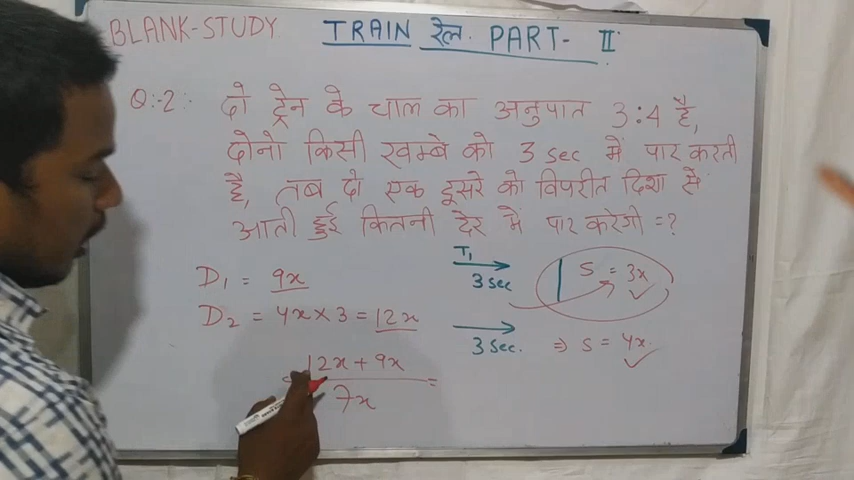 BLANK-STUDY TRAIN रेल. PART- II
Q:-2:- दो ट्रेन के चाल का अनुपात 3:4 है,
दोनो किसी खम्बे को 3 sec में पार करती
है, तब दो एक दूसरे को विपरीत दिशा से
आती हुई कितनी देर में पार करेगी = ?
D₁ = 9x
T₁ 3 sec S = 3x
D₂ = 4x × 3 = 12x
3 Sec. ⇒ S = 4x.
12x + 9x
7x =